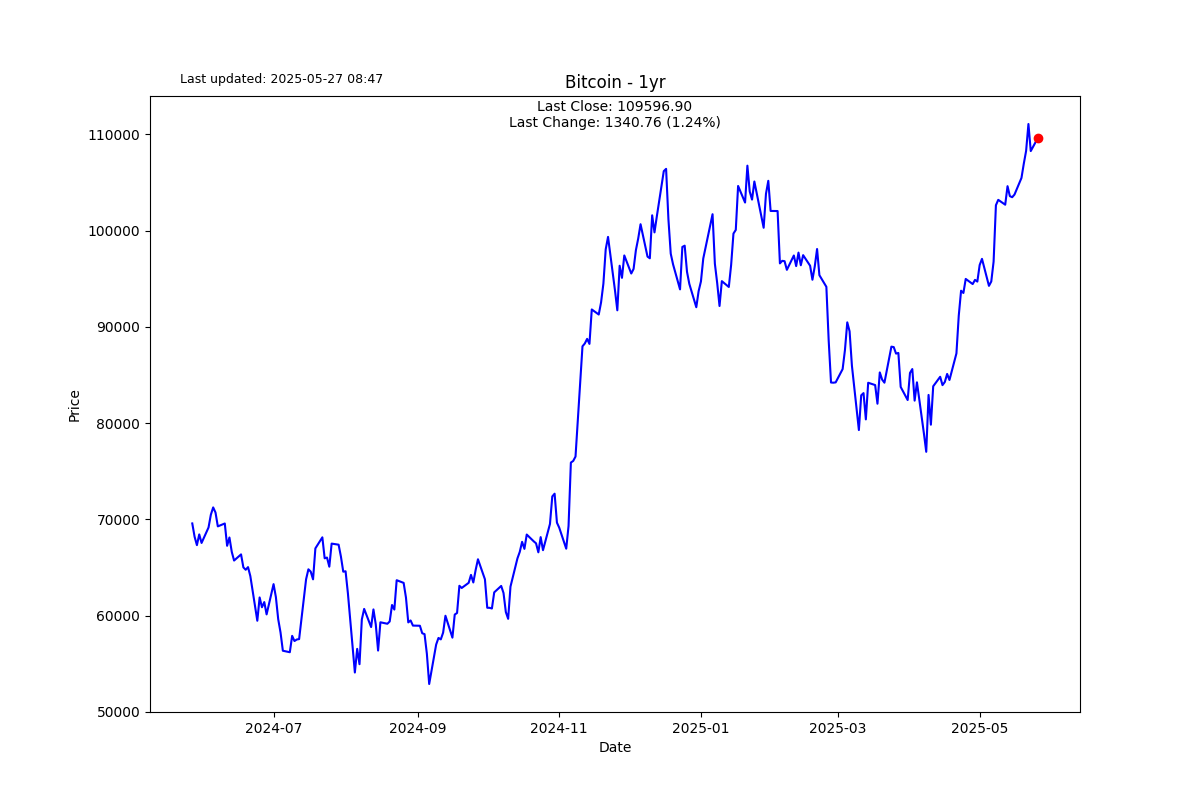 Last updated: 2025-05-27 08:47
Bitcoin - 1yr
Last Close: 109596.90
Last Change: 1340.76 (1.24%)
110000
100000
90000
80000
70000
60000
50000
Price
2024-07
2024-09
2024-11
2025-01
2025-03
2025-05
Date